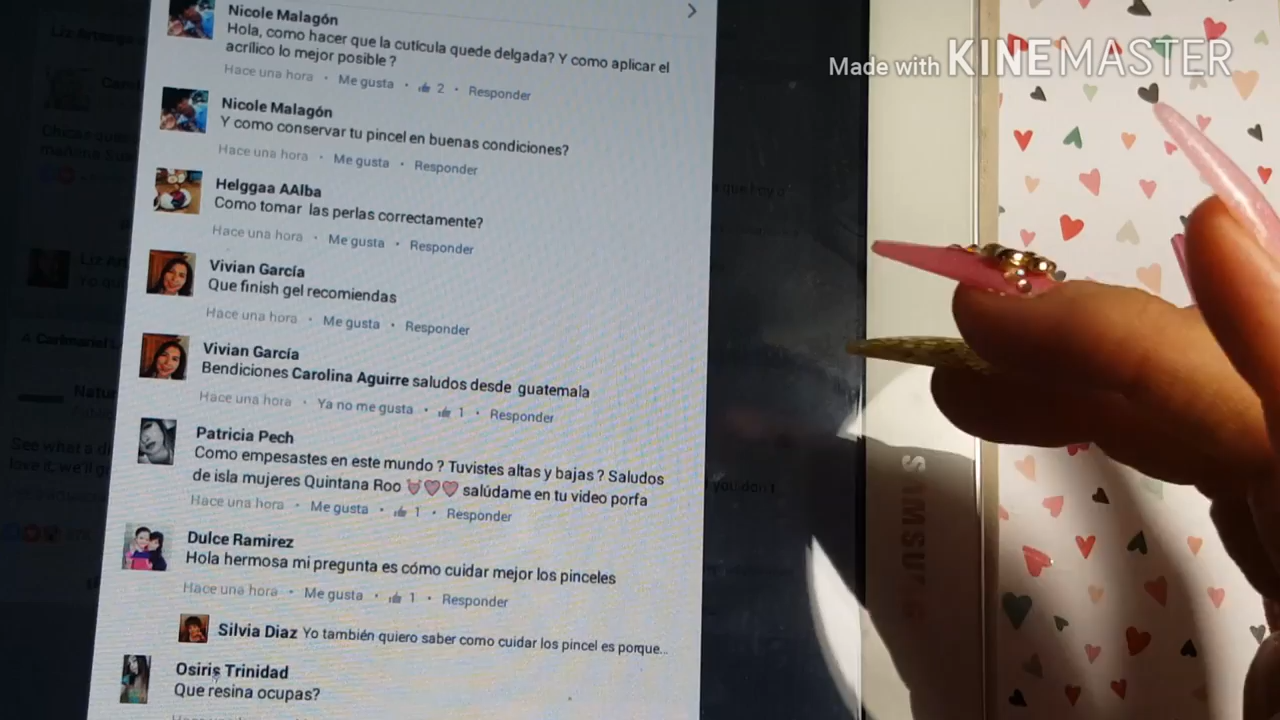 Made with KINEMASTER
Nicole Malagón
Hola, como hacer que la cutícula quede delgada? Y como aplicar el
acrílico lo mejor posible ?
Hace una hora • Me gusta • 2 • Responder
Nicole Malagón
Y como conservar tu pincel en buenas condiciones?
Hace una hora • Me gusta • Responder
Helggaa AAlba
Como tomar las perlas correctamente?
Hace una hora • Me gusta • Responder
Vivian García
Que finish gel recomiendas
Hace una hora • Me gusta • Responder
Vivian García
Bendiciones Carolina Aguirre saludos desde guatemala
Hace una hora • Ya no me gusta • 1 • Responder
Patricia Pech
Como empesastes en este mundo ? Tuvistes altas y bajas ? Saludos
de isla mujeres Quintana Roo salúdame en tu video porfa
Hace una hora • Me gusta • 1 • Responder
Dulce Ramirez
Hola hermosa mi pregunta es cómo cuidar mejor los pinceles
Hace una hora • Me gusta • 1 • Responder
Silvia Diaz Yo también quiero saber como cuidar los pincel es porque...
Osiris Trinidad
Que resina ocupas?
SAMSUNG